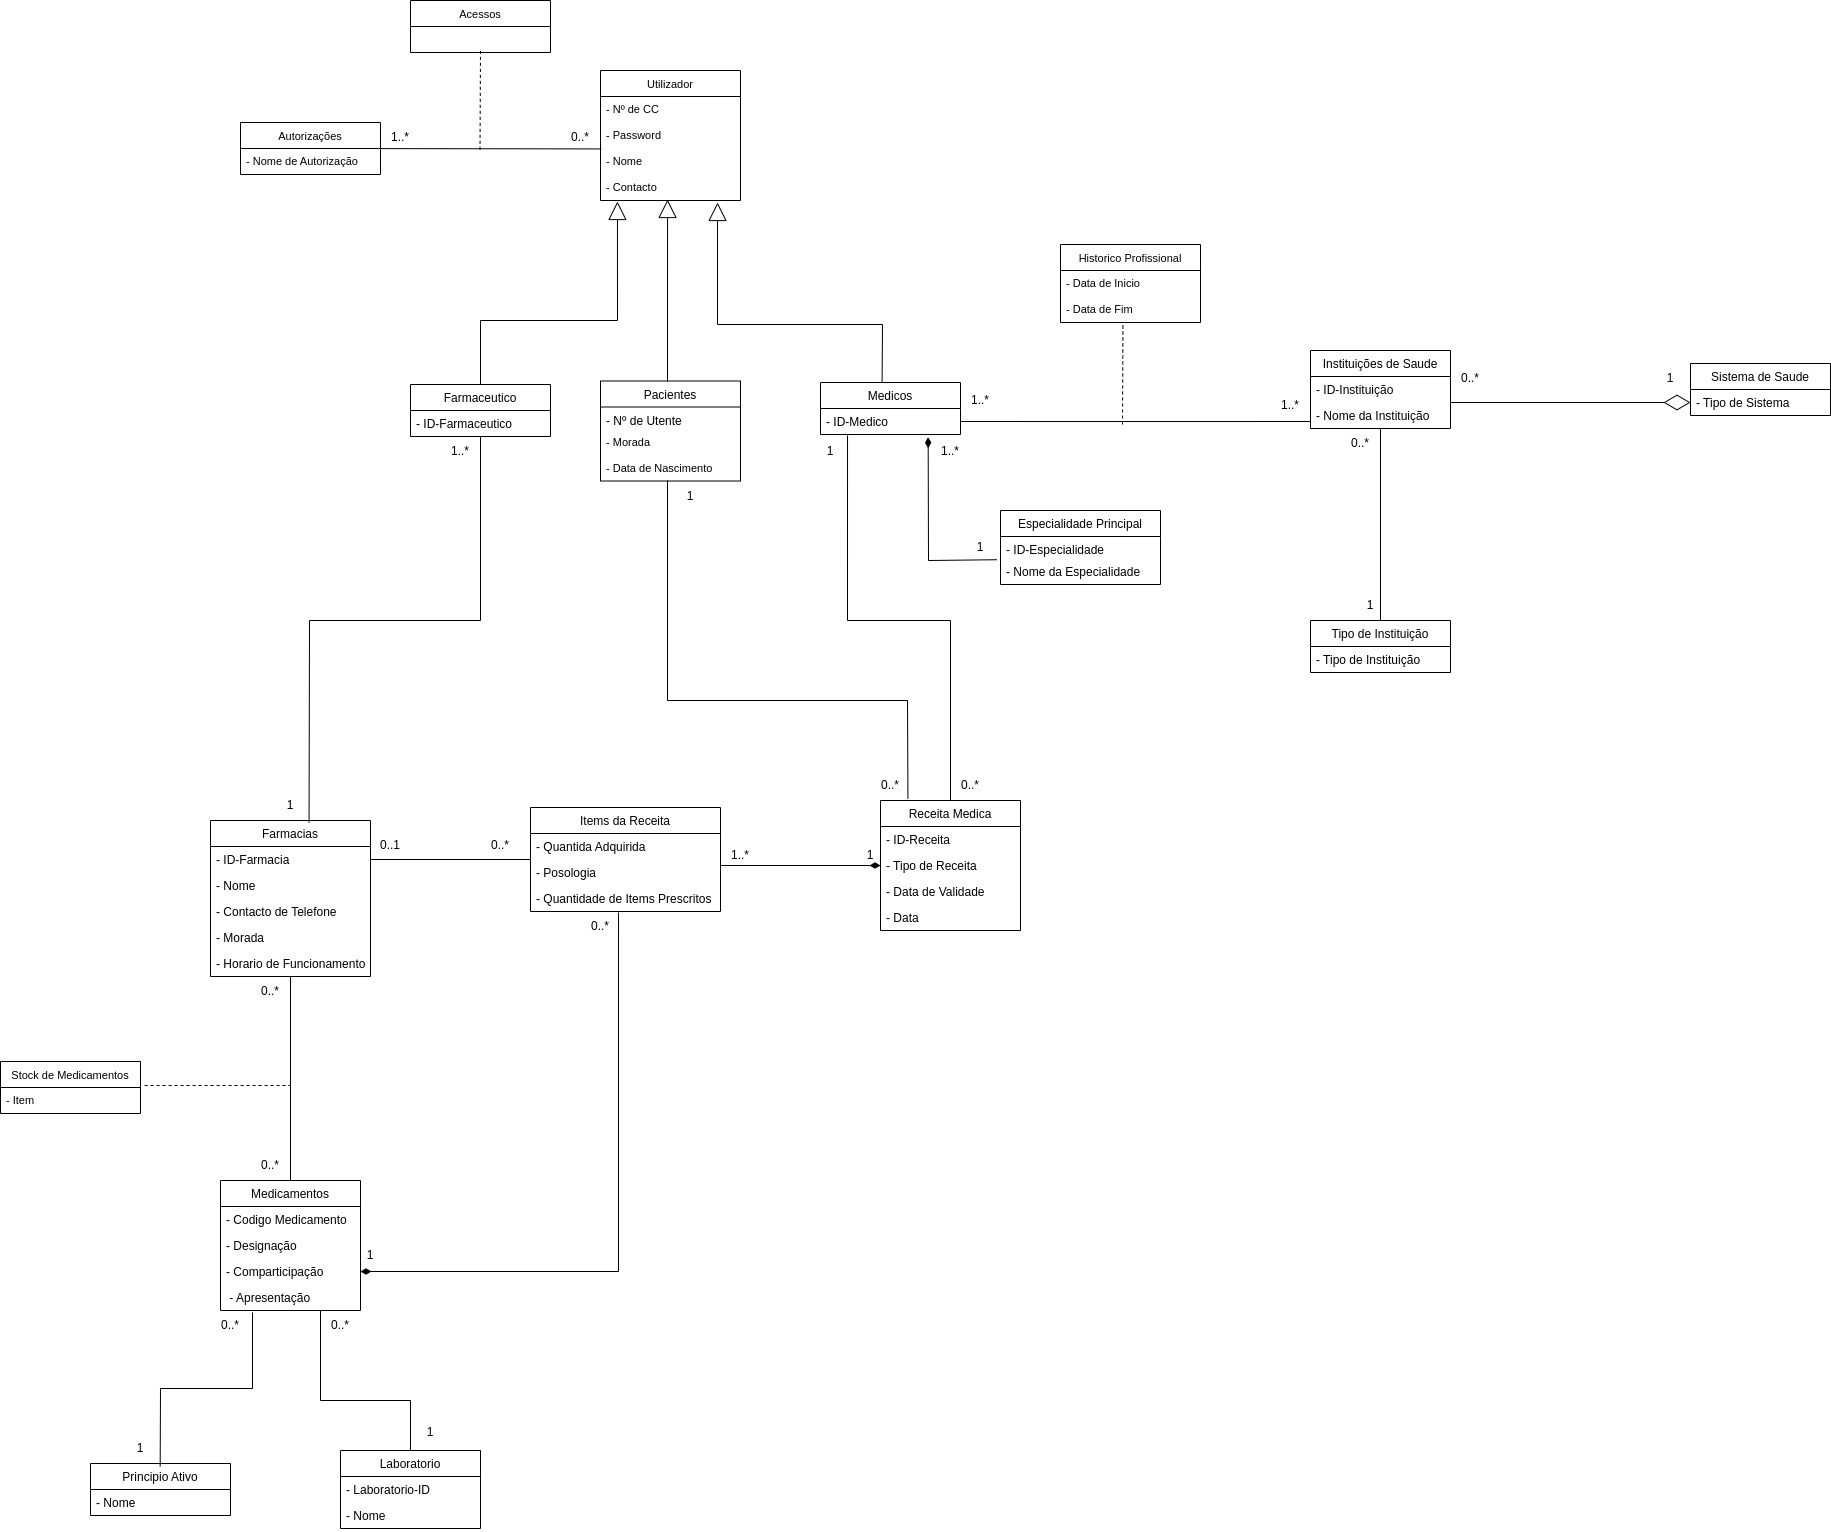 Acessos
Utilizador
- Nº de CC
- Password
- Nome
- Contacto
Autorizações
- Nome de Autorização
1..*
0..*
Historico Profissional
- Data de Inicio
- Data de Fim
Farmaceutico
- ID-Farmaceutico
1..*
Pacientes
- Nº de Utente
- Morada
- Data de Nascimento
1
Medicos
- ID-Medico
1..*
1..*
1
1..*
Instituições de Saude
- ID-Instituição
- Nome da Instituição
0..*
1
0..*
Sistema de Saude
- Tipo de Sistema
Especialidade Principal
- ID-Especialidade
- Nome da Especialidade
1
1
Tipo de Instituição
- Tipo de Instituição
0..*
0..*
1
Farmacias
- ID-Farmacia
- Nome
- Contacto de Telefone
- Morada
- Horario de Funcionamento
0..1
0..*
Items da Receita
- Quantida Adquirida
- Posologia
- Quantidade de Items Prescritos
1..*
1
Receita Medica
- ID-Receita
- Tipo de Receita
- Data de Validade
- Data
0..*
0..*
Stock de Medicamentos
- Item
0..*
Medicamentos
- Codigo Medicamento
- Designação
- Comparticipação
- Apresentação
1
0..*
0..*
1
1
Principio Ativo
- Nome
Laboratorio
- Laboratorio-ID
- Nome